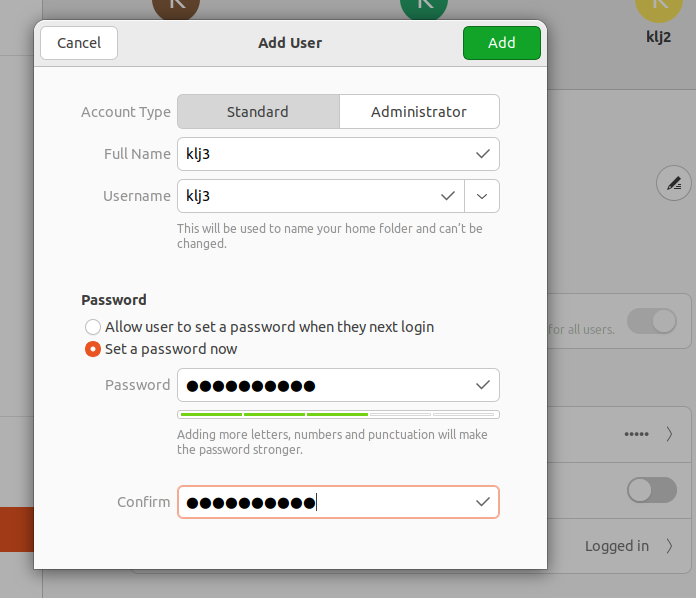 K
K
K
klj2
Cancel
Add User
Add
Account Type
Standard
Administrator
Full Name
klj3
Username
klj3
This will be used to name your home folder and can't be
changed.
Password
Allow user to set a password when they next login
Set a password now
for all users.
Password
●●●●●●●●●●
Adding more letters, numbers and punctuation will make
the password stronger.
•••••
Confirm
●●●●●●●●●●
Logged in